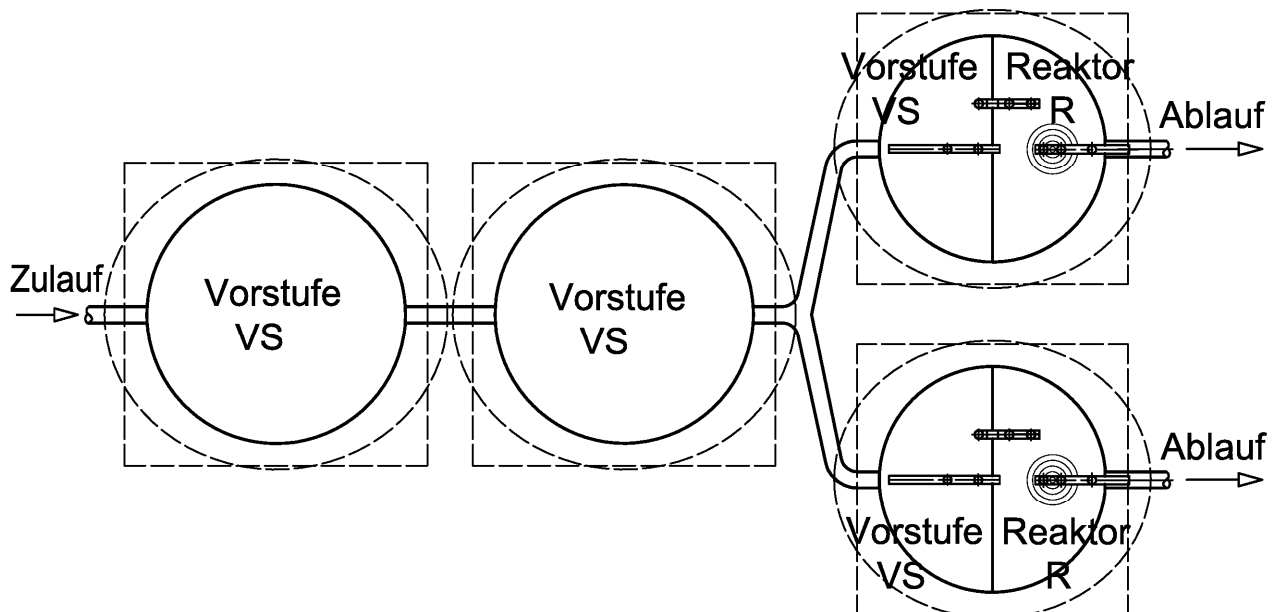 Zulauf
Vorstufe
VS
Vorstufe
VS
Vorstufe
VS
Reaktor
R
Ablauf
Vorstufe
VS
Reaktor
R
Ablauf